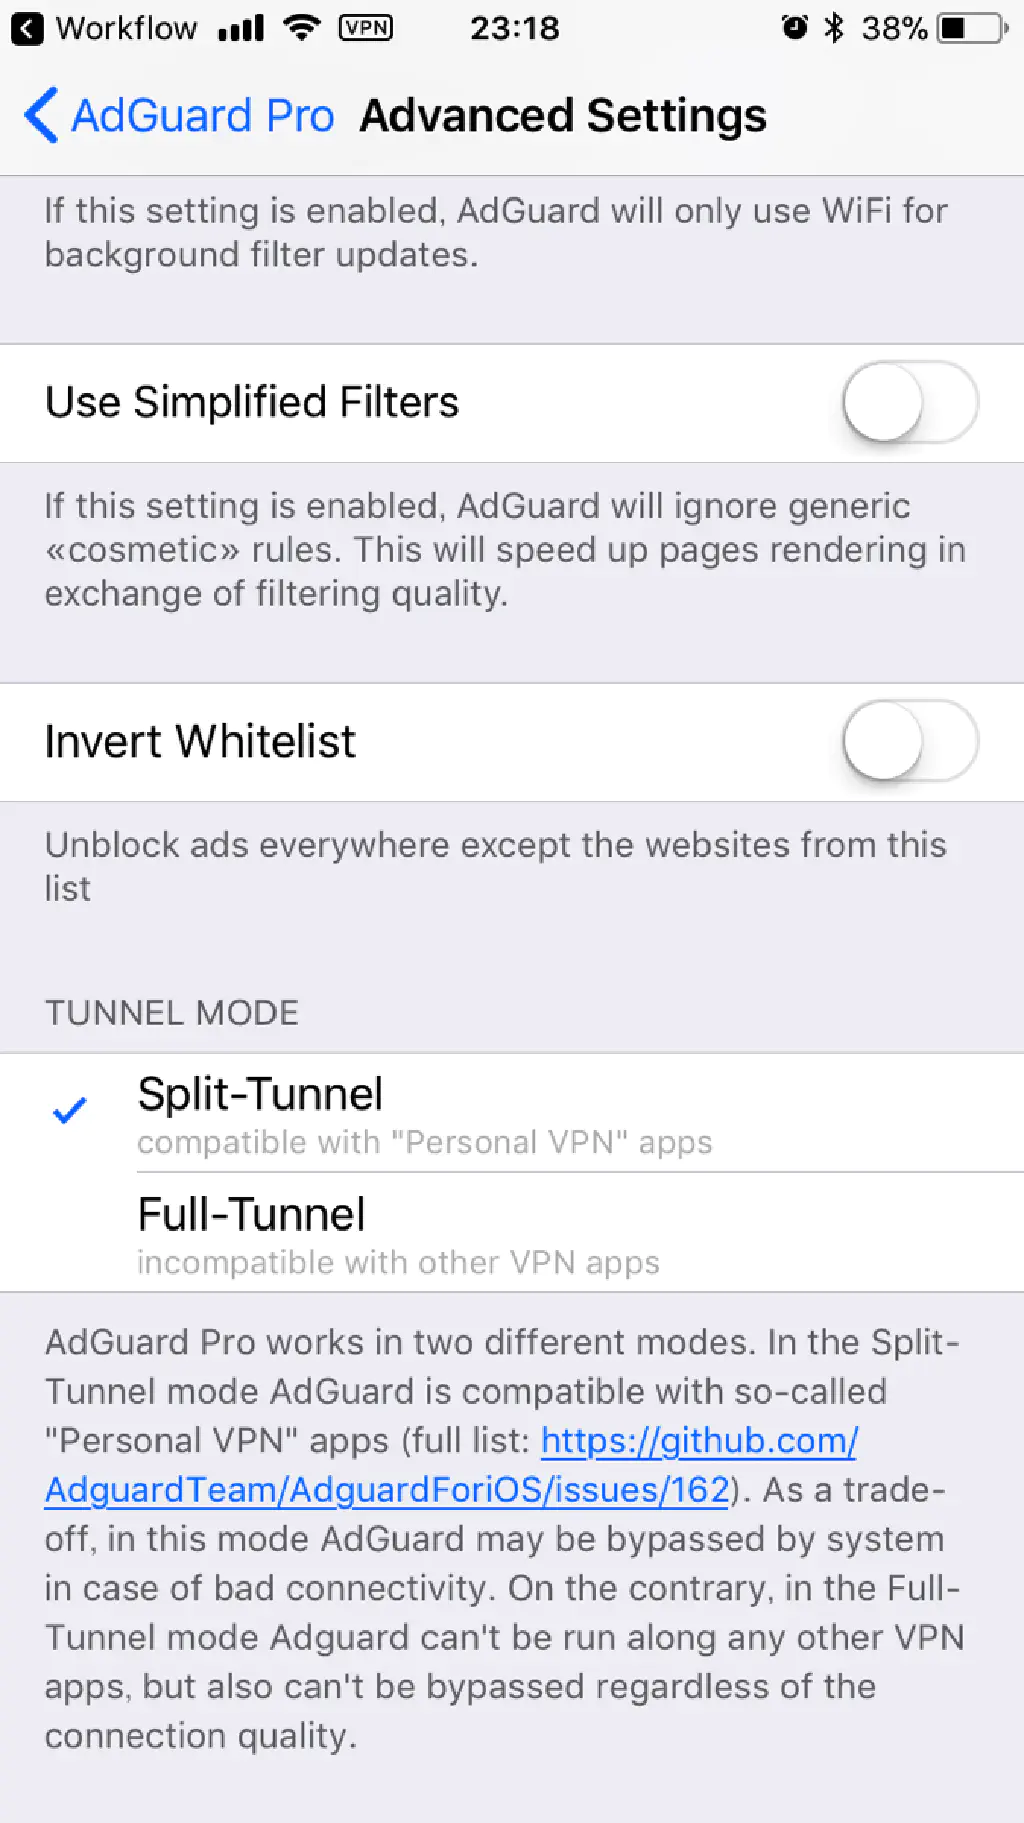 Workflow VPN 23:18 38%
AdGuard Pro Advanced Settings
If this setting is enabled, AdGuard will only use WiFi for
background filter updates.
Use Simplified Filters
If this setting is enabled, AdGuard will ignore generic
«cosmetic» rules. This will speed up pages rendering in
exchange of filtering quality.
Invert Whitelist
Unblock ads everywhere except the websites from this
list
TUNNEL MODE
Split-Tunnel
compatible with "Personal VPN" apps
Full-Tunnel
incompatible with other VPN apps
AdGuard Pro works in two different modes. In the Split-
Tunnel mode AdGuard is compatible with so-called
"Personal VPN" apps (full list: https://github.com/
AdguardTeam/AdguardForiOS/issues/162). As a trade-
off, in this mode AdGuard may be bypassed by system
in case of bad connectivity. On the contrary, in the Full-
Tunnel mode Adguard can't be run along any other VPN
apps, but also can't be bypassed regardless of the
connection quality.